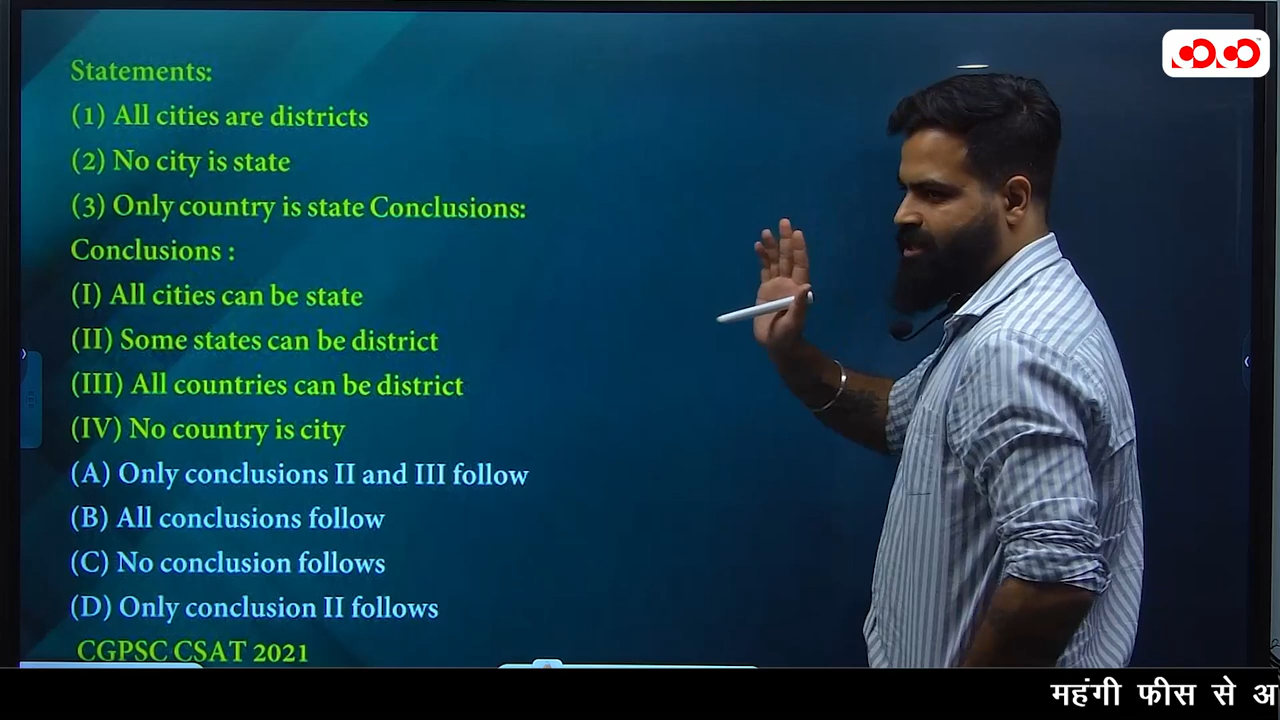 Statements:
(1) All cities are districts
(2) No city is state
(3) Only country is state Conclusions:
Conclusions :
(I) All cities can be state
(II) Some states can be district
(III) All countries can be district
(IV) No country is city
(A) Only conclusions II and III follow
(B) All conclusions follow
(C) No conclusion follows
(D) Only conclusion II follows
CGPSC CSAT 2021
महंगी फीस से